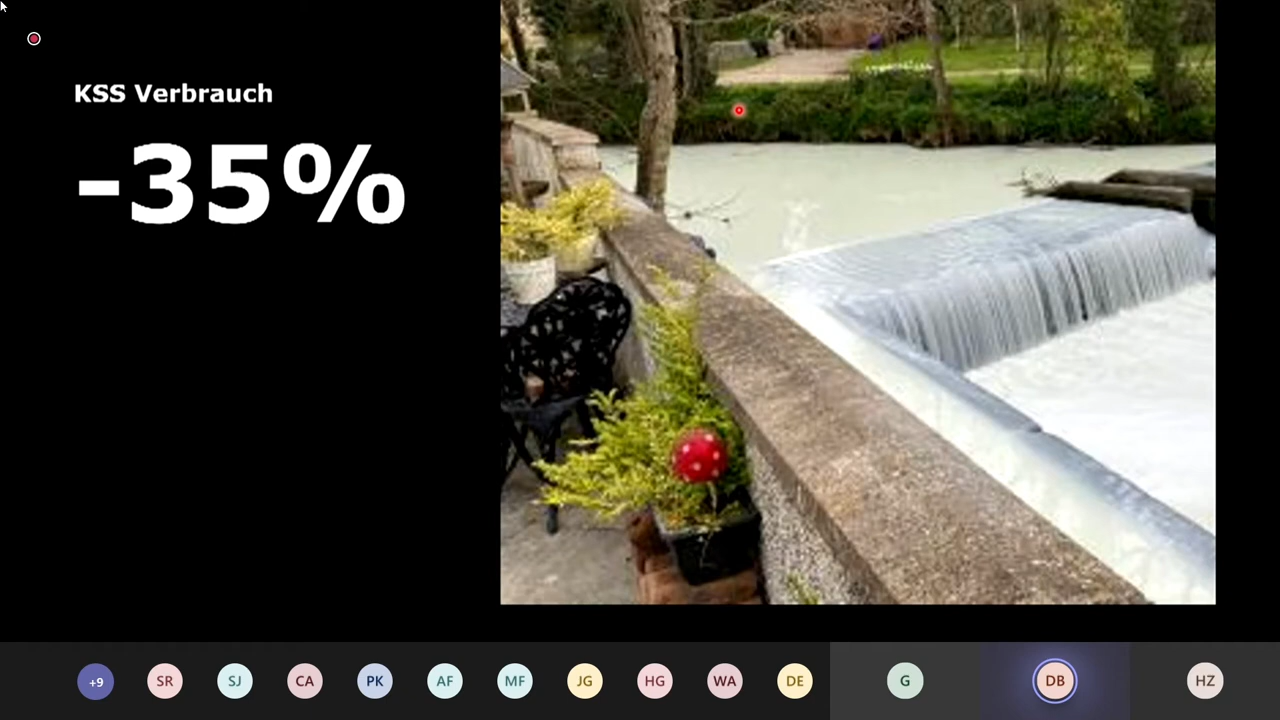 KSS Verbrauch
-35%
+9
SR
SJ
CA
PK
AF
MF
JG
HG
WA
DE
G
DB
HZ